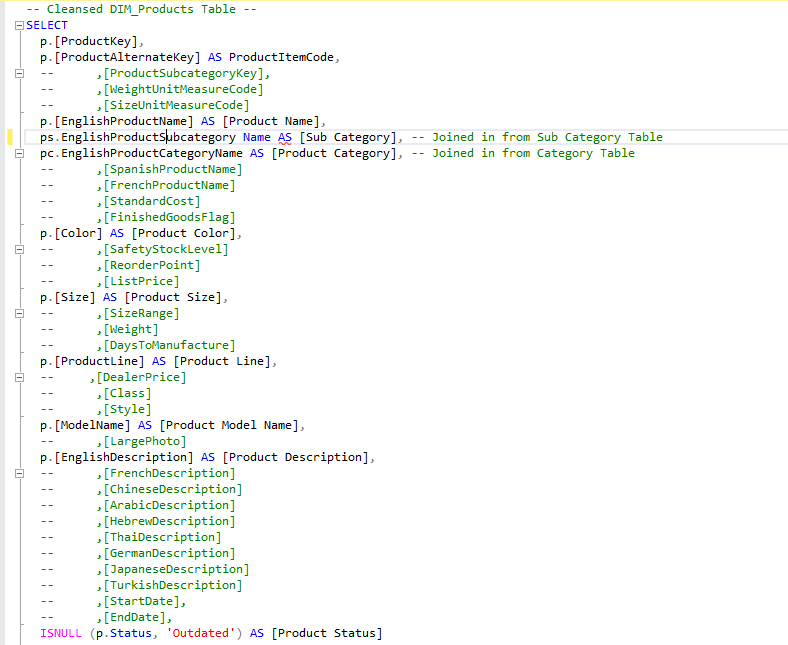 -- Cleansed DIM_Products Table --
SELECT
p.[ProductKey],
p.[ProductAlternateKey] AS ProductItemCode,
-- ,[ProductSubcategoryKey],
-- ,[WeightUnitMeasureCode]
-- ,[SizeUnitMeasureCode]
p.[EnglishProductName] AS [Product Name],
ps.EnglishProductSubcategory Name AS [Sub Category], -- Joined in from Sub Category Table
pc.EnglishProductCategoryName AS [Product Category], -- Joined in from Category Table
-- ,[SpanishProductName]
-- ,[FrenchProductName]
-- ,[StandardCost]
-- ,[FinishedGoodsFlag]
p.[Color] AS [Product Color],
-- ,[SafetyStockLevel]
-- ,[ReorderPoint]
-- ,[ListPrice]
p.[Size] AS [Product Size],
-- ,[SizeRange]
-- ,[Weight]
-- ,[DaysToManufacture]
p.[ProductLine] AS [Product Line],
-- ,[DealerPrice]
-- ,[Class]
-- ,[Style]
p.[ModelName] AS [Product Model Name],
-- ,[LargePhoto]
p.[EnglishDescription] AS [Product Description],
-- ,[FrenchDescription]
-- ,[ChineseDescription]
-- ,[ArabicDescription]
-- ,[HebrewDescription]
-- ,[ThaiDescription]
-- ,[GermanDescription]
-- ,[JapaneseDescription]
-- ,[TurkishDescription]
-- ,[StartDate],
-- ,[EndDate],
ISNULL (p.Status, 'Outdated') AS [Product Status]